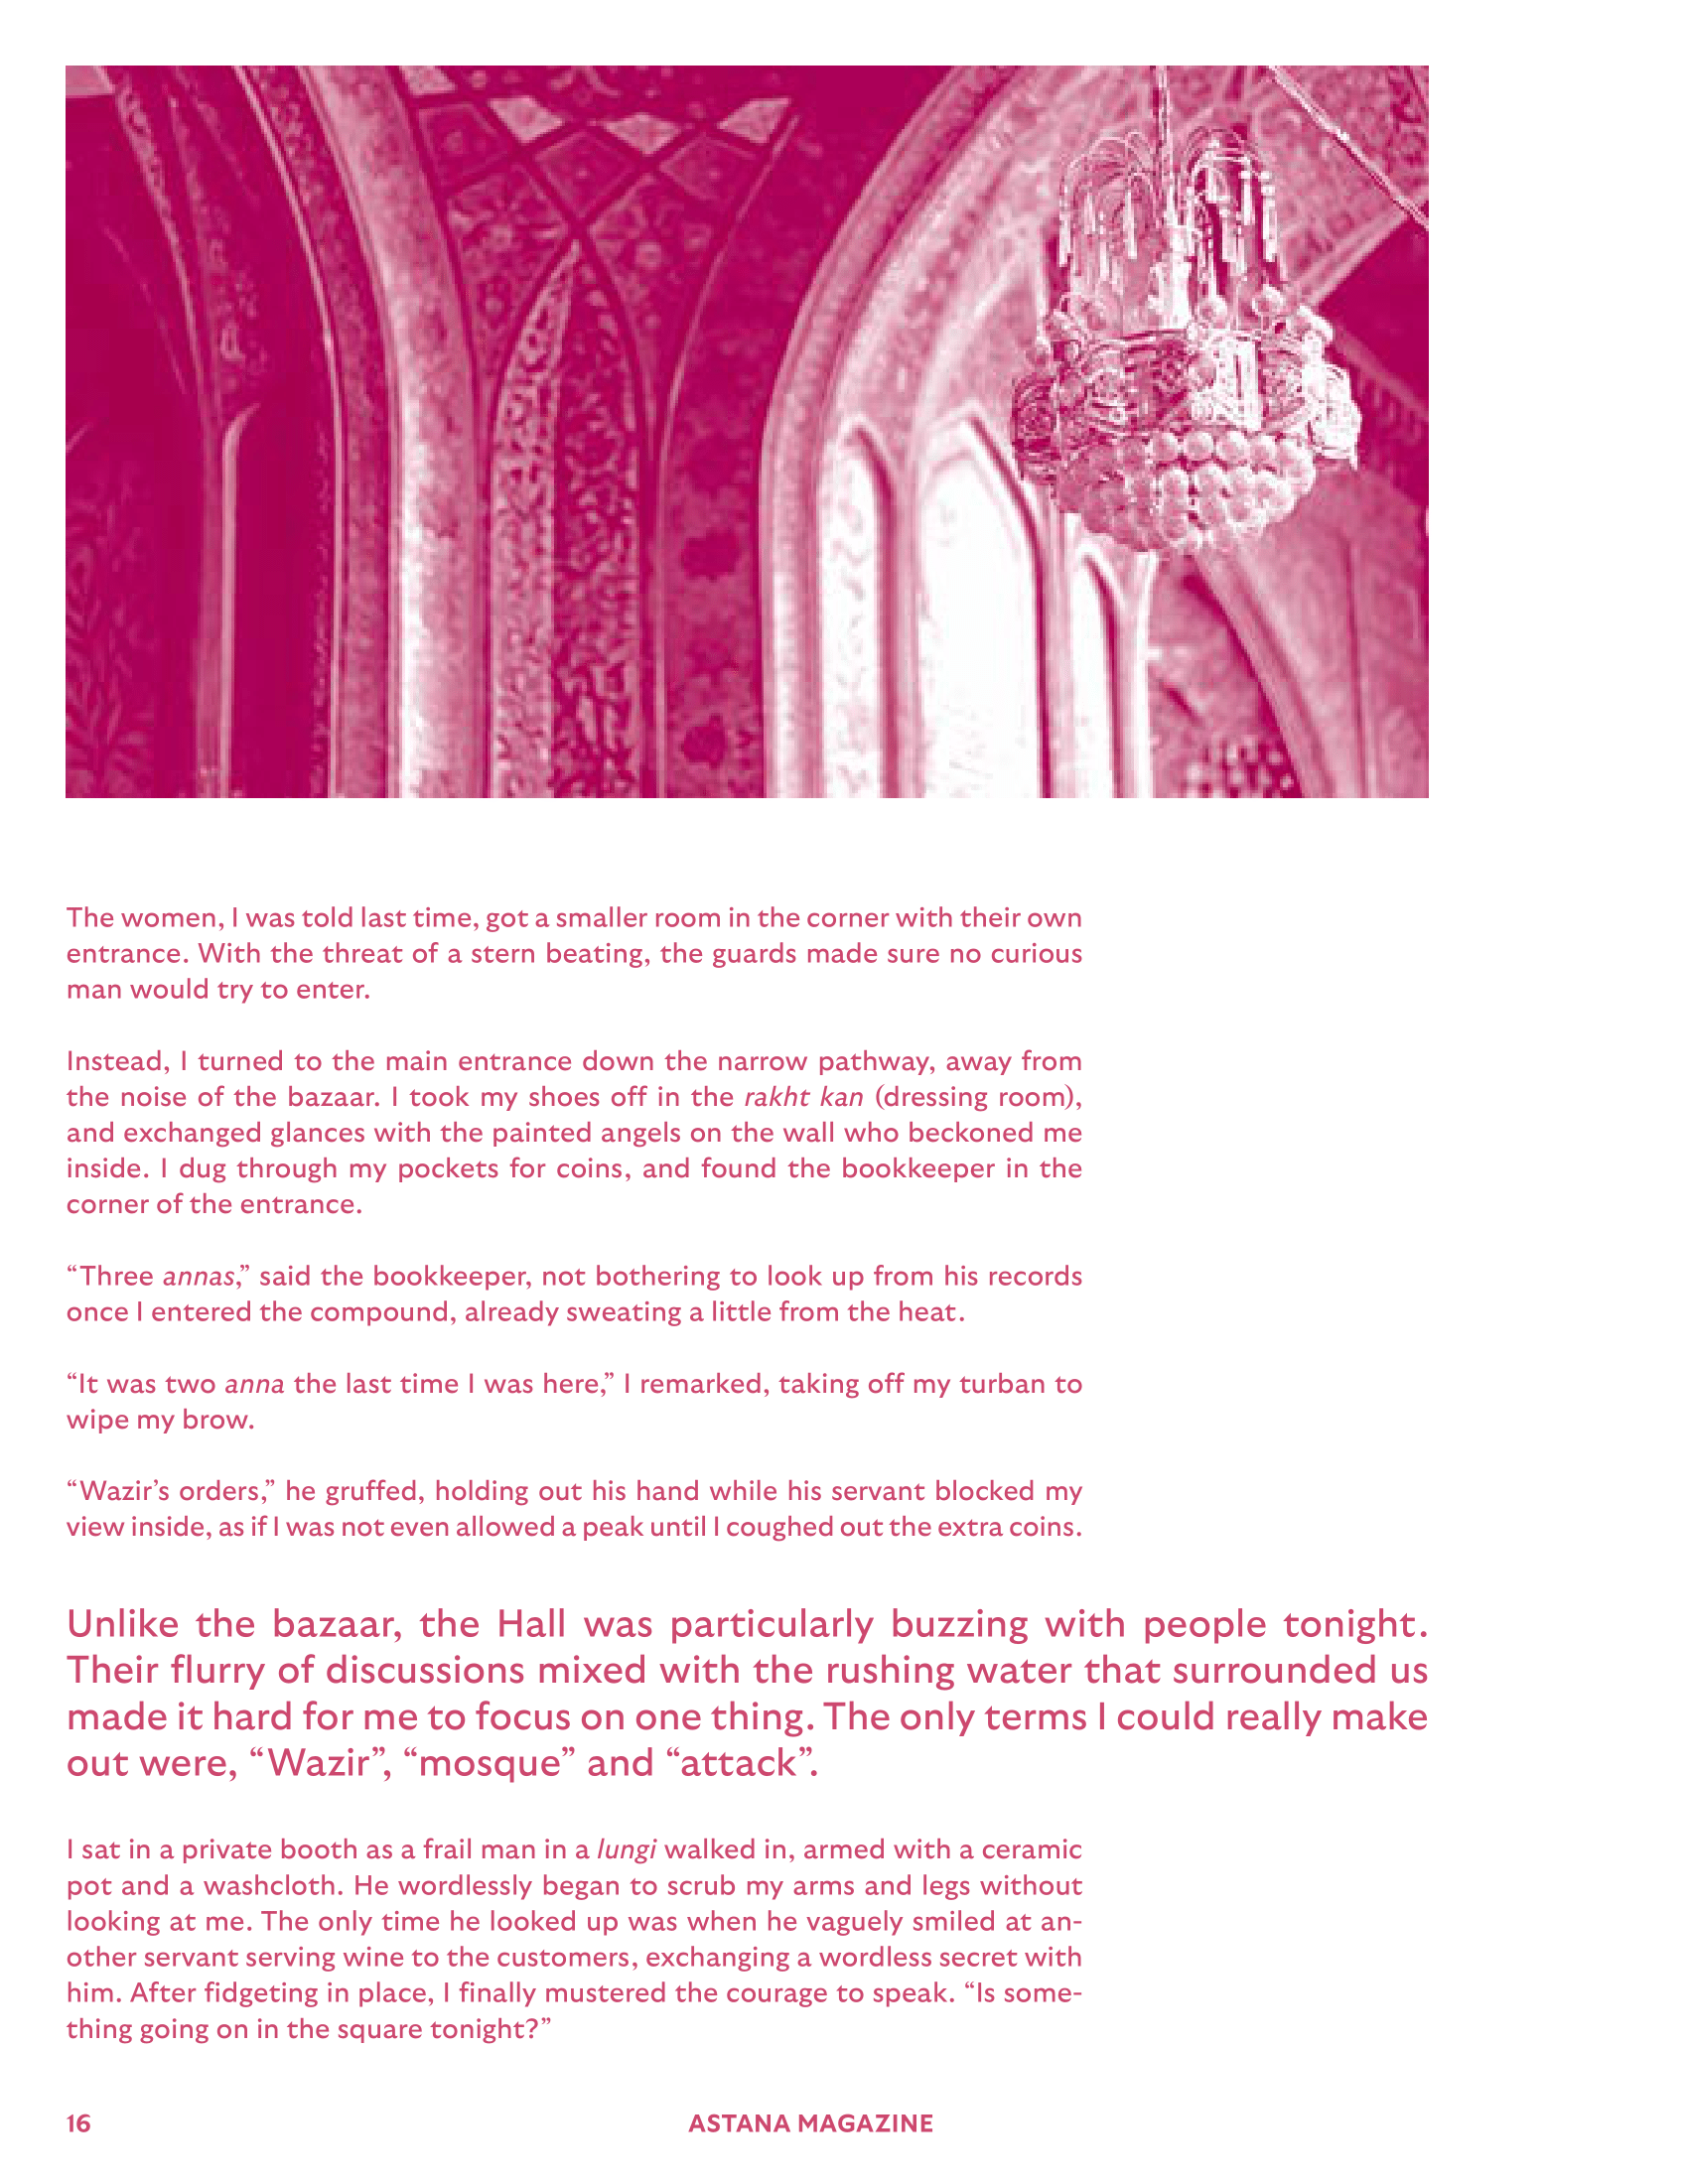 The women, I was told last time, got a smaller room in the corner with their own
entrance. With the threat of a stern beating, the guards made sure no curious
man would try to enter.
Instead, I turned to the main entrance down the narrow pathway, away from
the noise of the bazaar. I took my shoes off in the rakht kan (dressing room),
and exchanged glances with the painted angels on the wall who beckoned me
inside. I dug through my pockets for coins, and found the bookkeeper in the
corner of the entrance.
“Three annas,” said the bookkeeper, not bothering to look up from his records
once I entered the compound, already sweating a little from the heat.
“It was two anna the last time I was here,” I remarked, taking off my turban to
wipe my brow.
“Wazir’s orders,” he gruffed, holding out his hand while his servant blocked my
view inside, as if I was not even allowed a peak until I coughed out the extra coins.
Unlike the bazaar, the Hall was particularly buzzing with people tonight.
Their flurry of discussions mixed with the rushing water that surrounded us
made it hard for me to focus on one thing. The only terms I could really make
out were, “Wazir”, “mosque” and “attack”.
I sat in a private booth as a frail man in a lungi walked in, armed with a ceramic
pot and a washcloth. He wordlessly began to scrub my arms and legs without
looking at me. The only time he looked up was when he vaguely smiled at an-
other servant serving wine to the customers, exchanging a wordless secret with
him. After fidgeting in place, I finally mustered the courage to speak. “Is some-
thing going on in the square tonight?”
16
ASTANA MAGAZINE